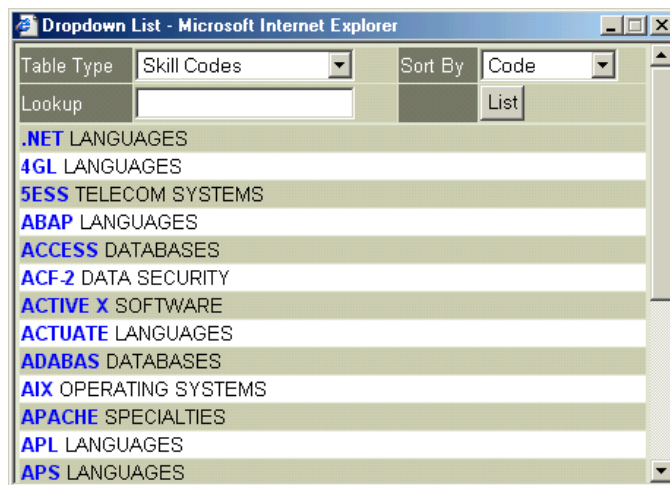 Dropdown List - Microsoft Internet Explorer
Table Type Skill Codes Sort By Code
Lookup List
.NET LANGUAGES
4GL LANGUAGES
5ESS TELECOM SYSTEMS
ABAP LANGUAGES
ACCESS DATABASES
ACF-2 DATA SECURITY
ACTIVE X SOFTWARE
ACTUATE LANGUAGES
ADABAS DATABASES
AIX OPERATING SYSTEMS
APACHE SPECIALTIES
APL LANGUAGES
APS LANGUAGES